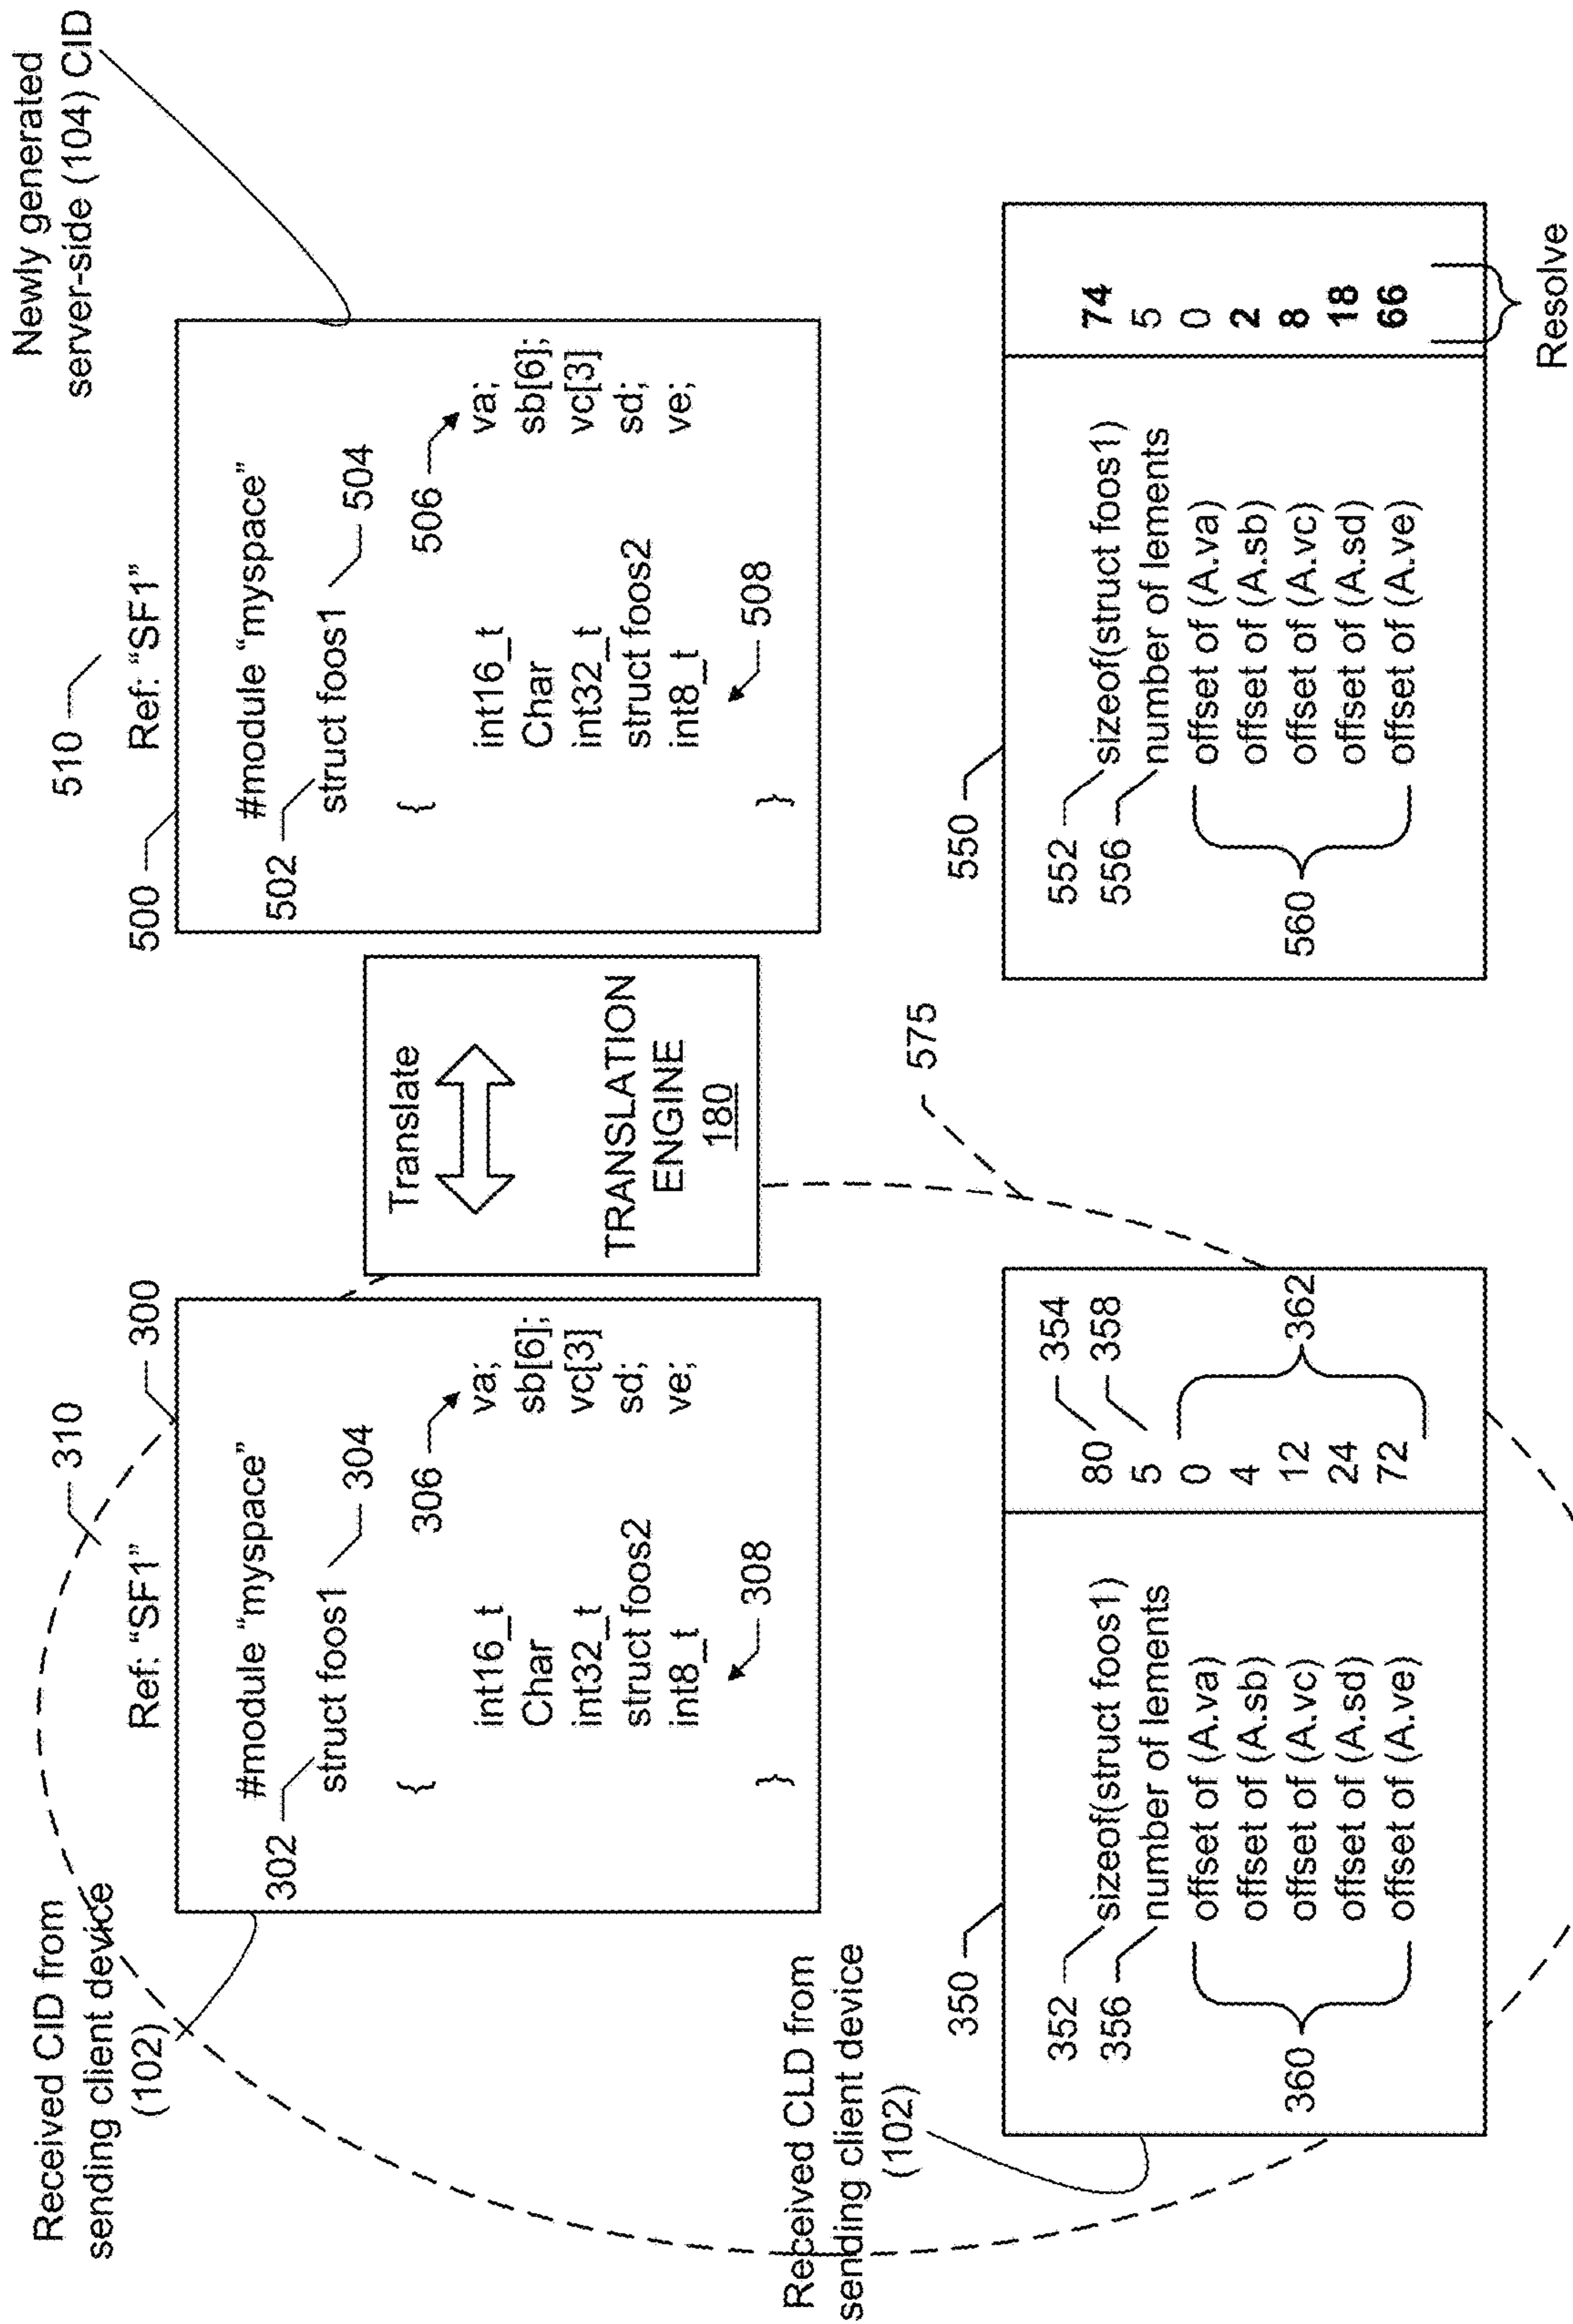 Received CID from
sending client device
(102)
310
Ref: “SF1”
300
302
#module “myspace”
struct foos1
304
{
306
int16_t va;
Char sb[6];
int32_t vc[3]
struct foos2 sd;
int8_t ve;
308
}
Translate
TRANSLATION
ENGINE
180
Newly generated
server-side (104) CID
510
Ref: “SF1”
500
502
#module “myspace”
struct foos1
504
{
506
int16_t va;
Char sb[6];
int32_t vc[3]
struct foos2 sd;
int8_t ve;
508
}
Received CLD from
sending client device
(102)
350
352 sizeof(struct foos1) 80 354
356 number of lements 5 358
offset of (A.va) 0
offset of (A.sb) 4
360 offset of (A.vc) 12 362
offset of (A.sd) 24
offset of (A.ve) 72
575
550
552 sizeof(struct foos1) 74
556 number of lements 5
offset of (A.va) 0
offset of (A.sb) 2
560 offset of (A.vc) 8
offset of (A.sd) 18
offset of (A.ve) 66
Resolve